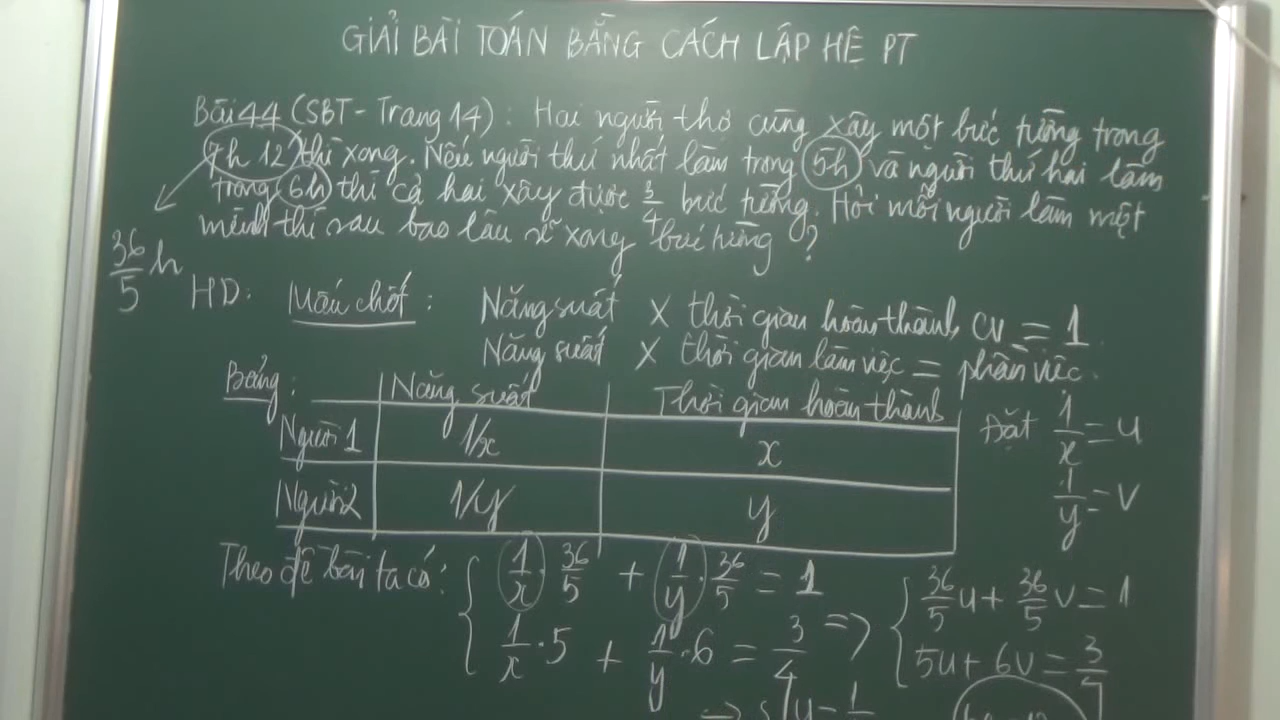 GIẢI BÀI TOÁN BẰNG CÁCH LẬP HỆ PT
Bài 44 (SBT - Trang 14) : Hai người thợ cùng xây một bức tường trong
7h 12' thì xong. Nếu người thứ nhất làm trong 5h và người thứ hai làm
trong 6h thì cả hai xây được 3/4 bức tường. Hỏi mỗi người làm một
mình thì sau bao lâu sẽ xong bức tường ?
36/5 h
HD: Mấu chốt : Năng suất x thời gian hoàn thành CV = 1
Năng suất x thời gian làm việc = phần việc.
Bảng: Năng suất Thời gian hoàn thành
Người 1 1/x x
Người 2 1/y y
Đặt 1/x = u
1/y = v
Theo đề bài ta có: { 1/x . 36/5 + 1/y . 36/5 = 1
1/x . 5 + 1/y . 6 = 3/4 => { 36/5 u + 36/5 v = 1
5u + 6v = 3/4